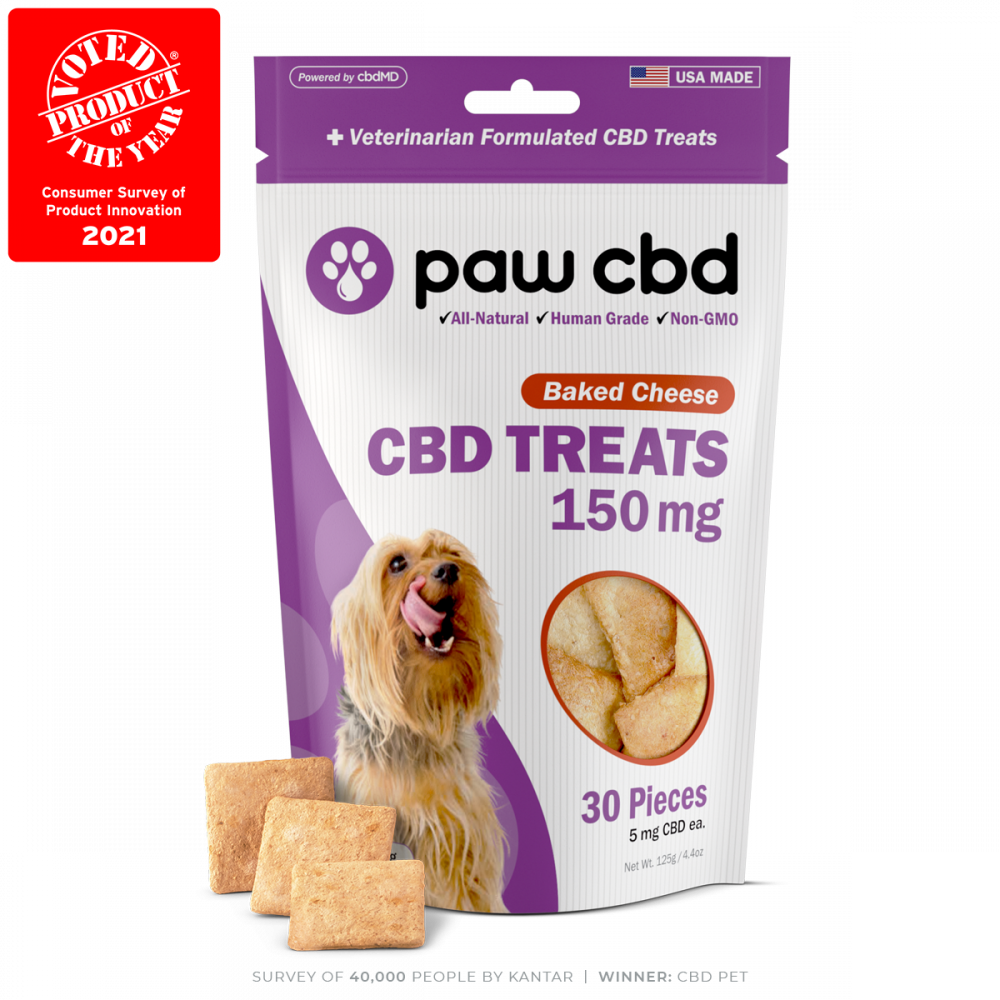 VOTED
PRODUCT
OF
THE YEAR
®
Consumer Survey of
Product Innovation
2021
Powered by cbdMD
USA MADE
+ Veterinarian Formulated CBD Treats
paw cbd
✓All-Natural ✓Human Grade ✓Non-GMO
Baked Cheese
CBD TREATS
150 mg
30 Pieces
5 mg CBD ea.
Net Wt. 125g / 4.4oz
g
SURVEY OF 40,000 PEOPLE BY KANTAR | WINNER: CBD PET